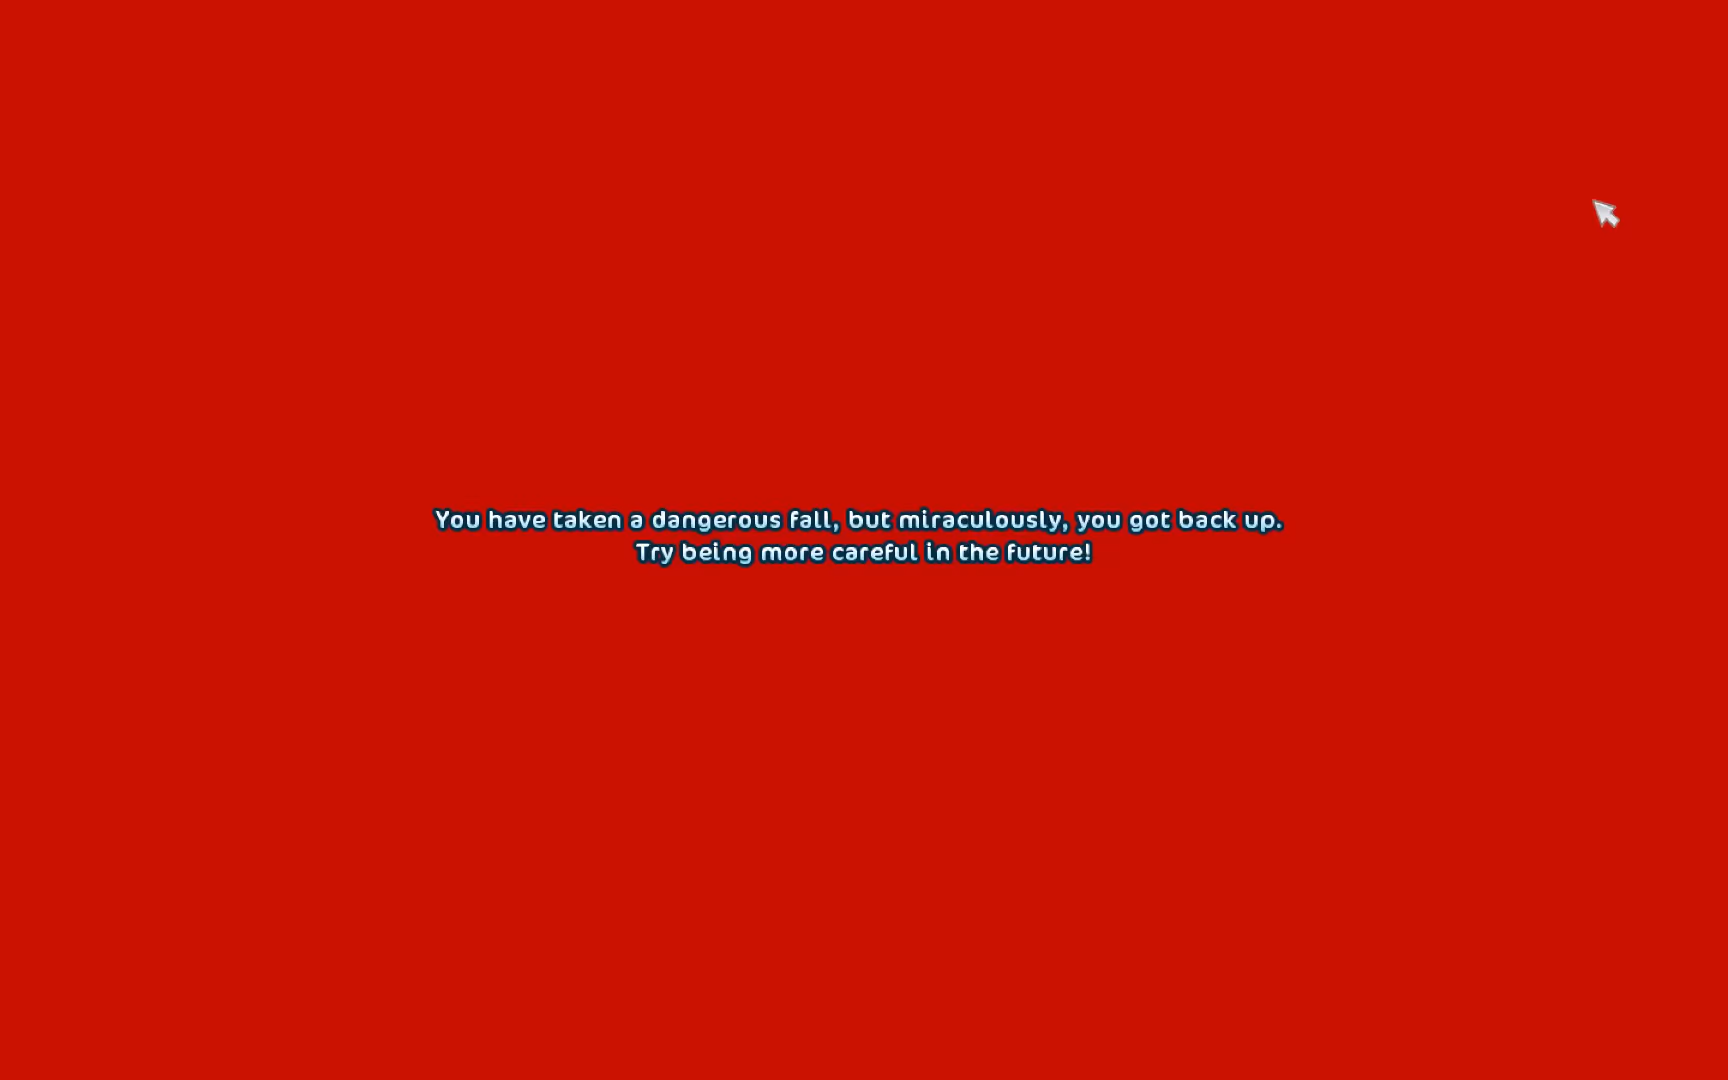 You have taken a dangerous fall, but miraculously, you got back up.
Try being more careful in the future!